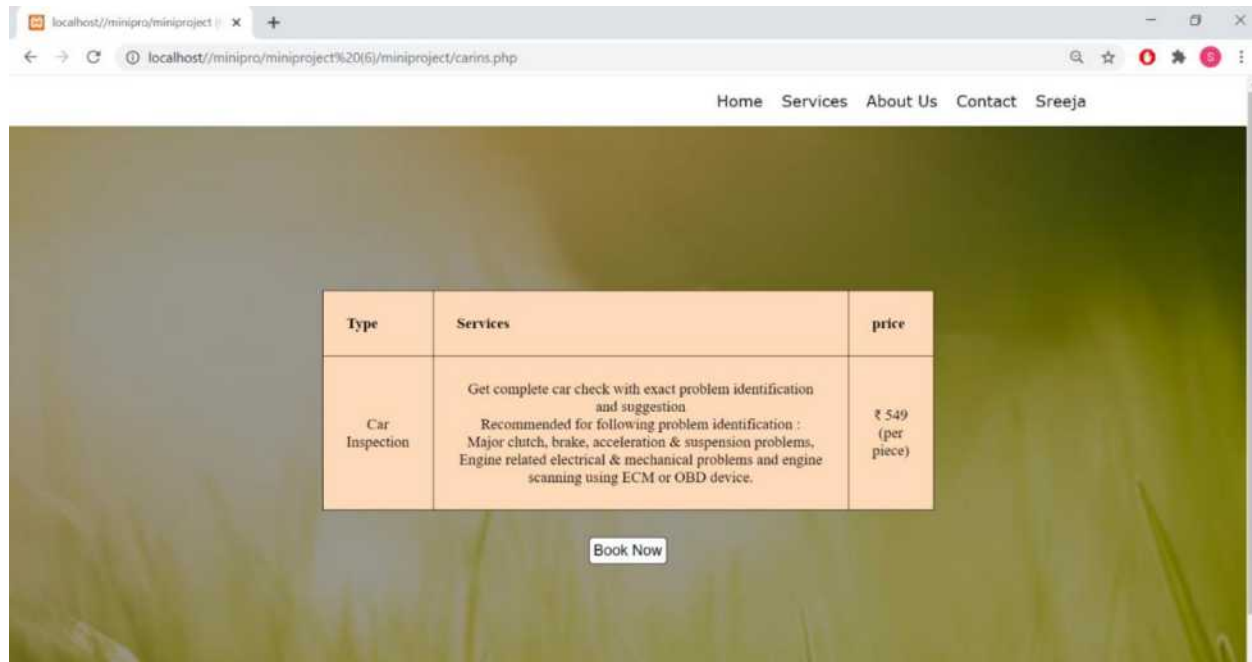 localhost//minipro/miniproject
localhost//minipro/miniproject%20(6)/miniproject/carins.php
S
Home Services About Us Contact Sreeja
Type Services price
Get complete car check with exact problem identification
and suggestion
Recommended for following problem identification :
Major clutch, brake, acceleration & suspension problems,
Engine related electrical & mechanical problems and engine
scanning using ECM or OBD device.
Car
Inspection
₹ 549
(per
piece)
Book Now